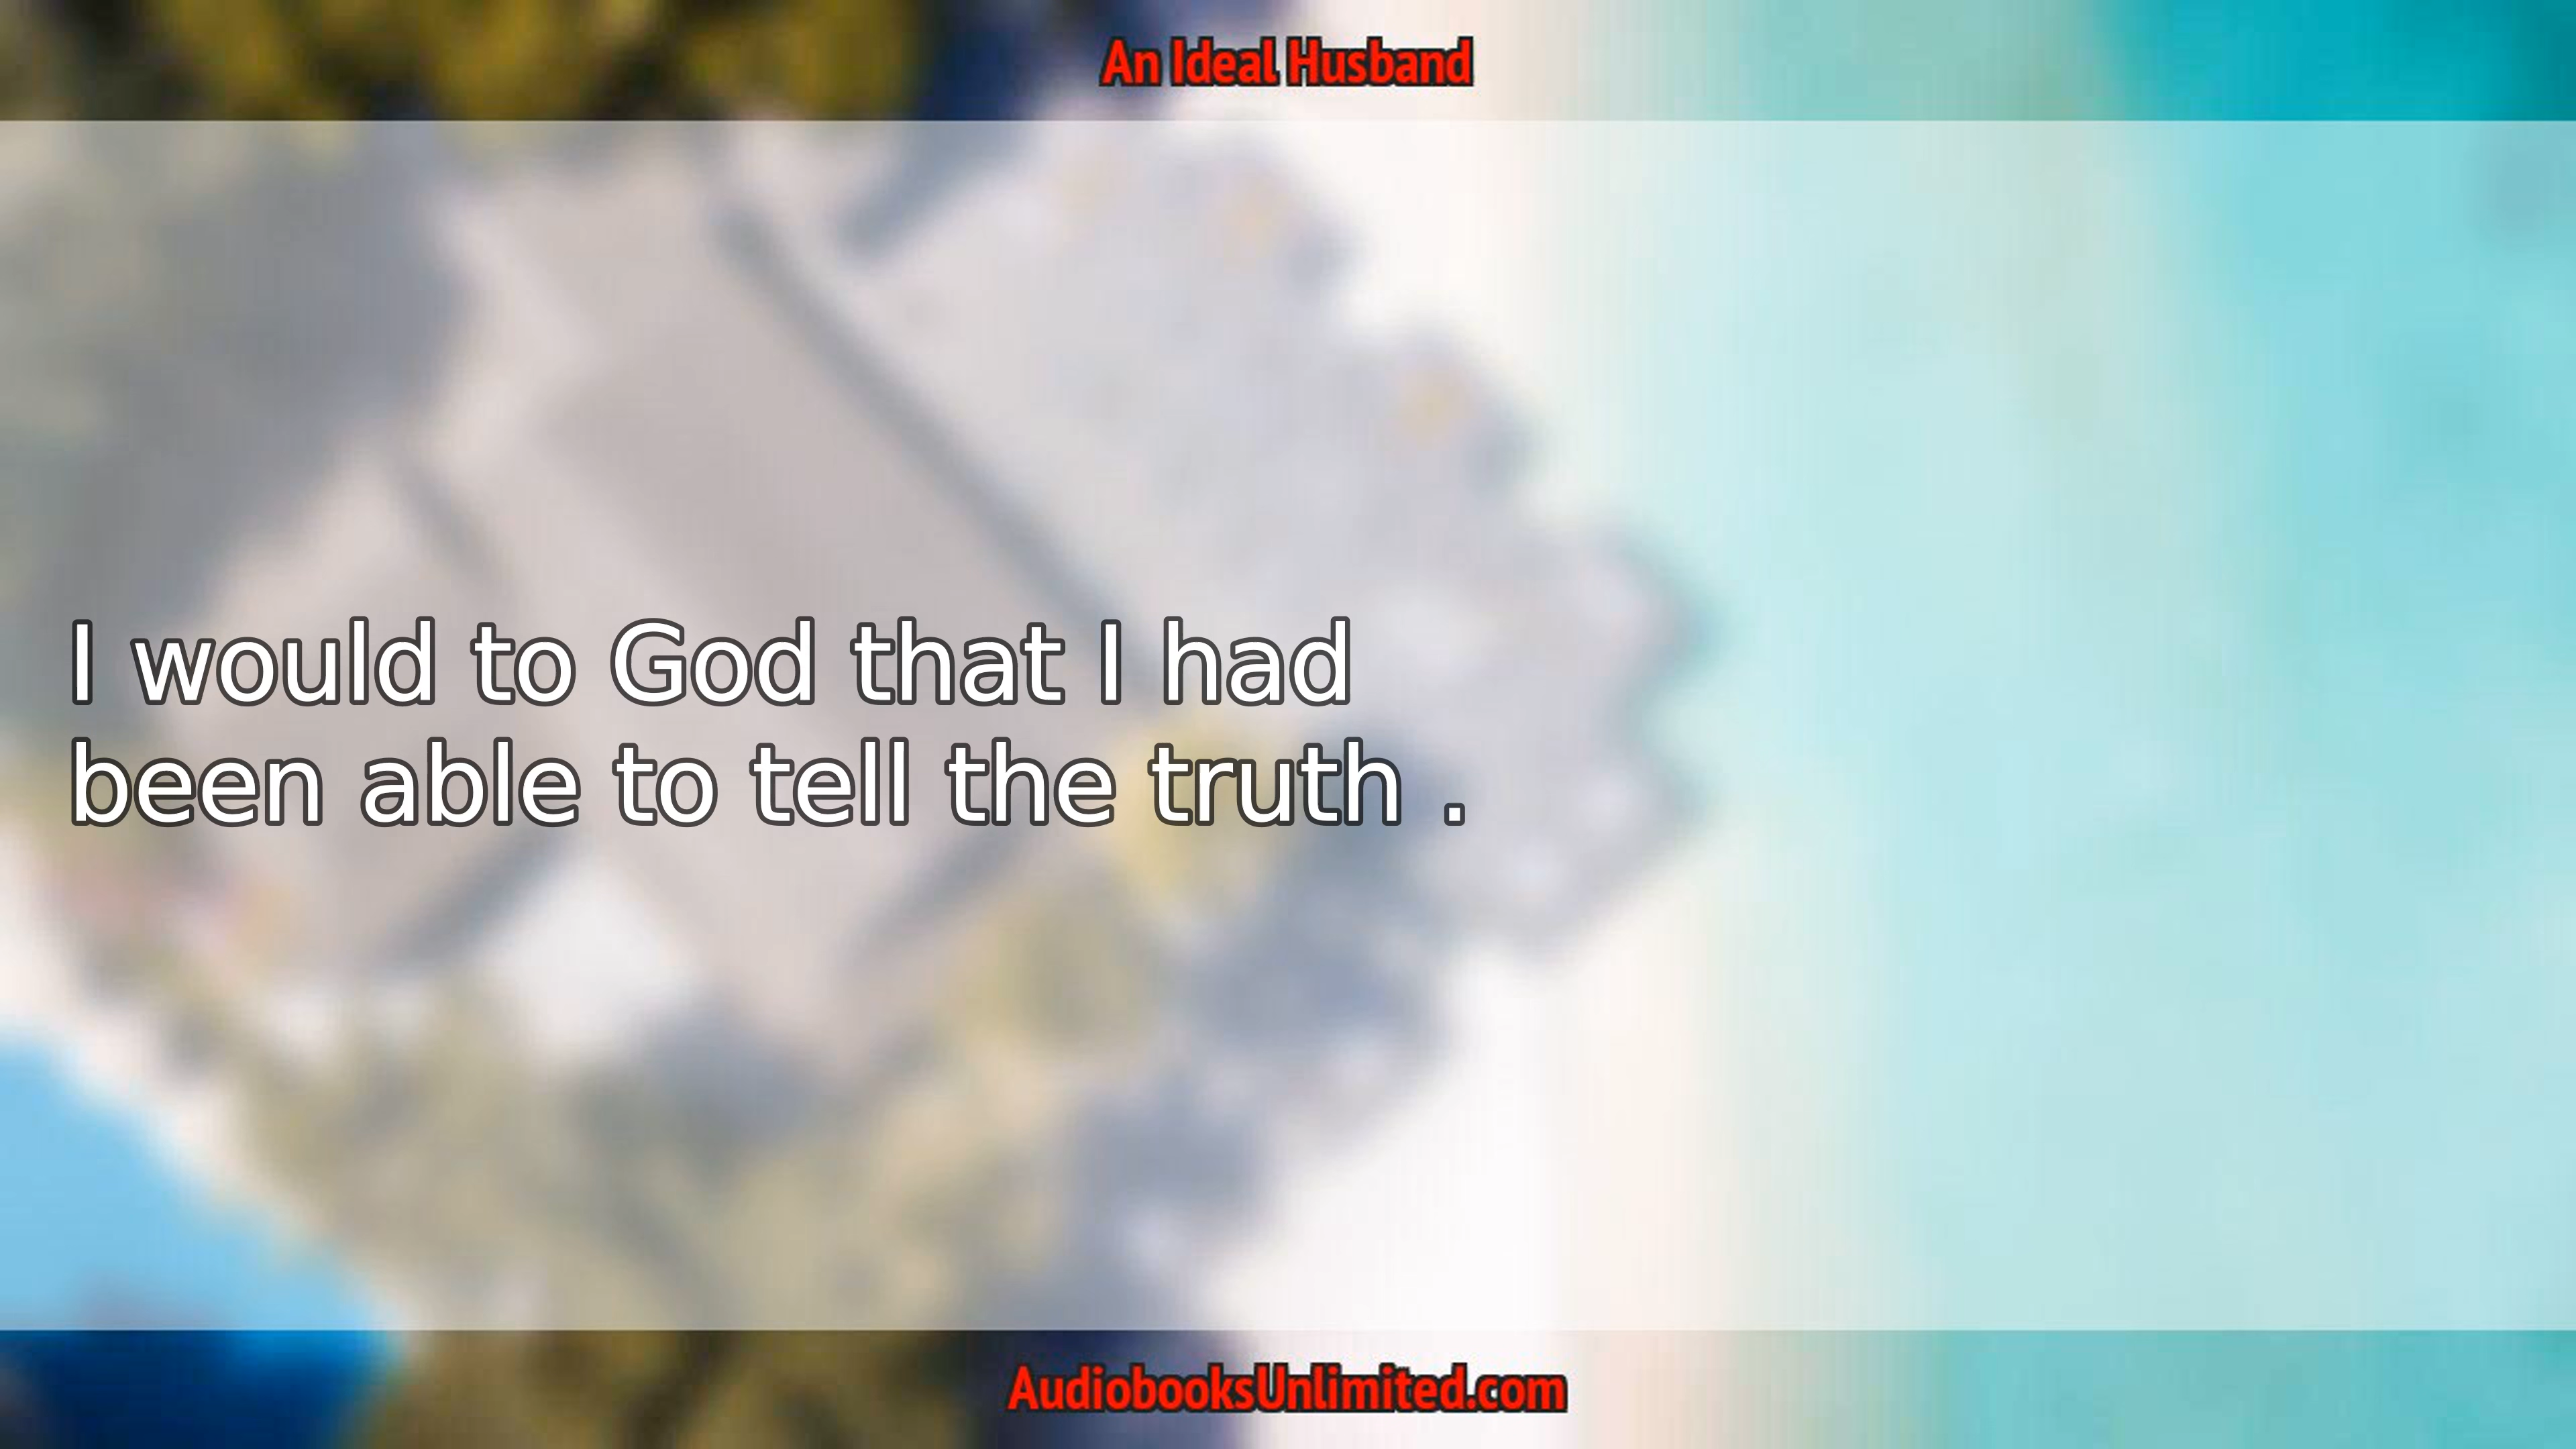 An Ideal Husband
I would to God that I had
been able to tell the truth .
AudiobooksUnlimited.com